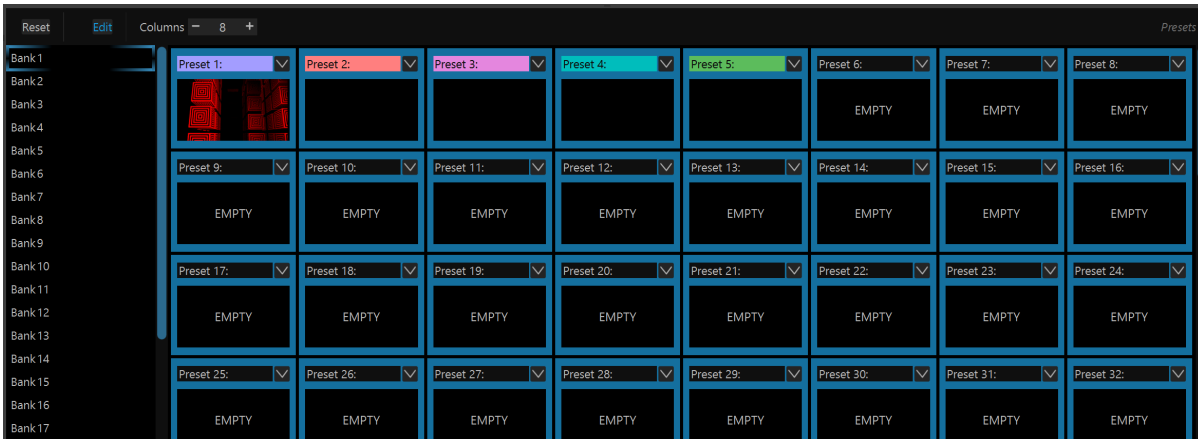 Reset Edit Columns − 8 + Presets
Bank 1
Bank 2
Bank 3
Bank 4
Bank 5
Bank 6
Bank 7
Bank 8
Bank 9
Bank 10
Bank 11
Bank 12
Bank 13
Bank 14
Bank 15
Bank 16
Bank 17
Preset 1: Preset 2: Preset 3: Preset 4: Preset 5: Preset 6: Preset 7: Preset 8:
EMPTY EMPTY EMPTY
Preset 9: Preset 10: Preset 11: Preset 12: Preset 13: Preset 14: Preset 15: Preset 16:
EMPTY EMPTY EMPTY EMPTY EMPTY EMPTY EMPTY EMPTY
Preset 17: Preset 18: Preset 19: Preset 20: Preset 21: Preset 22: Preset 23: Preset 24:
EMPTY EMPTY EMPTY EMPTY EMPTY EMPTY EMPTY EMPTY
Preset 25: Preset 26: Preset 27: Preset 28: Preset 29: Preset 30: Preset 31: Preset 32:
EMPTY EMPTY EMPTY EMPTY EMPTY EMPTY EMPTY EMPTY